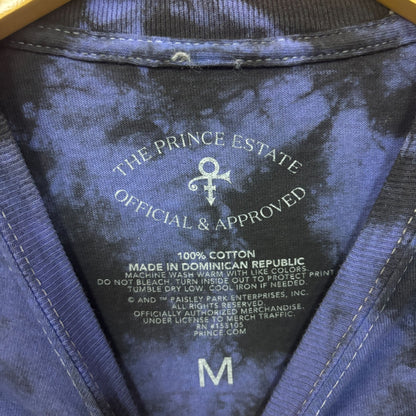 THE PRINCE ESTATE
OFFICIAL & APPROVED
100% COTTON
MADE IN DOMINICAN REPUBLIC
MACHINE WASH WARM WITH LIKE COLORS.
DO NOT BLEACH. TURN INSIDE OUT TO PROTECT PRINT
TUMBLE DRY LOW. COOL IRON IF NEEDED.
© AND ™ PAISLEY PARK ENTERPRISES, INC.
ALL RIGHTS RESERVED.
OFFICIALLY AUTHORIZED MERCHANDISE.
UNDER LICENSE TO MERCH TRAFFIC
RN #155105
PRINCE.COM
M